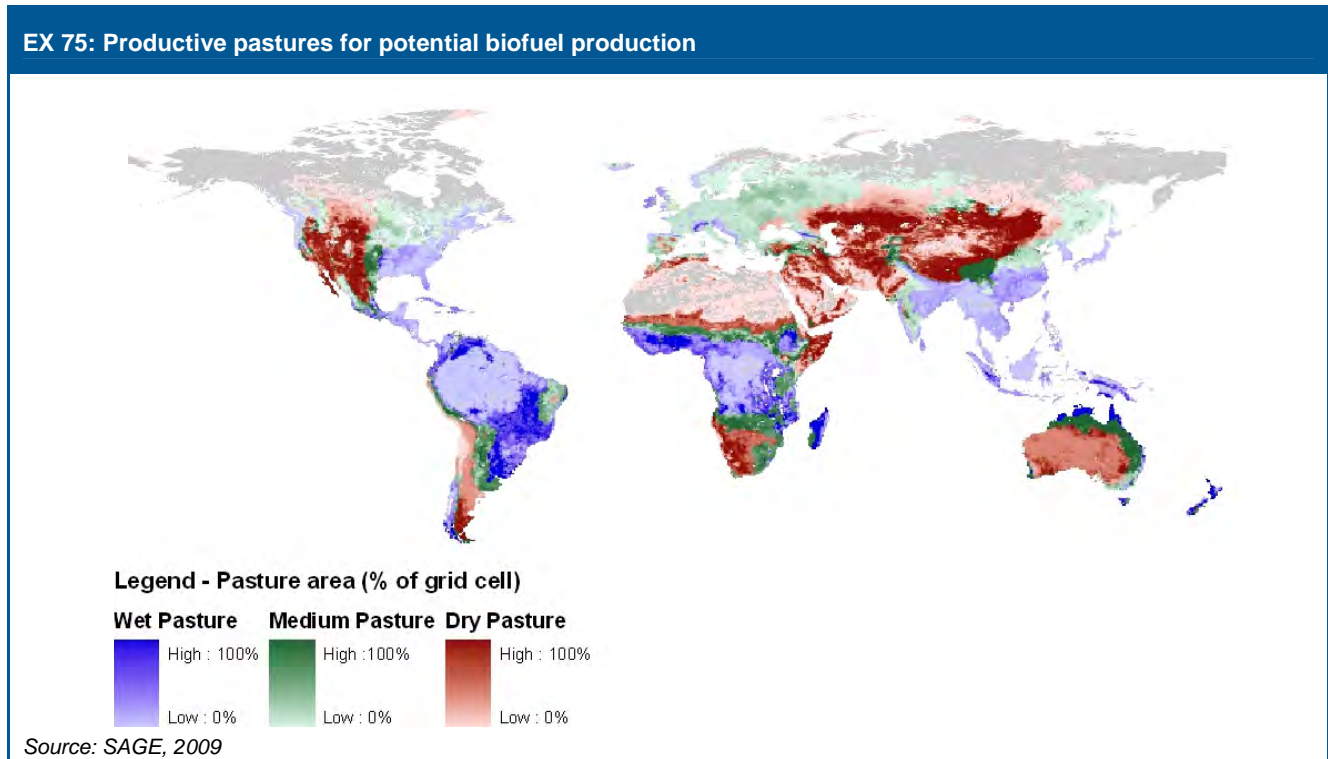 EX 75: Productive pastures for potential biofuel production
Legend - Pasture area (% of grid cell)
Wet Pasture Medium Pasture Dry Pasture
High : 100% High :100% High : 100%
Low : 0% Low : 0% Low : 0%
Source: SAGE, 2009